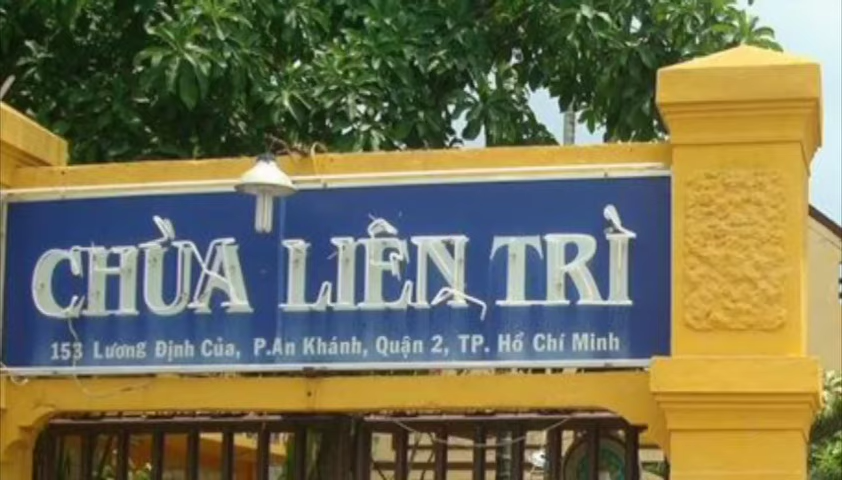 CHÙA LIÊN TRÌ
153 Lương Định Của, P.An Khánh, Quận 2, TP. Hồ Chí Minh